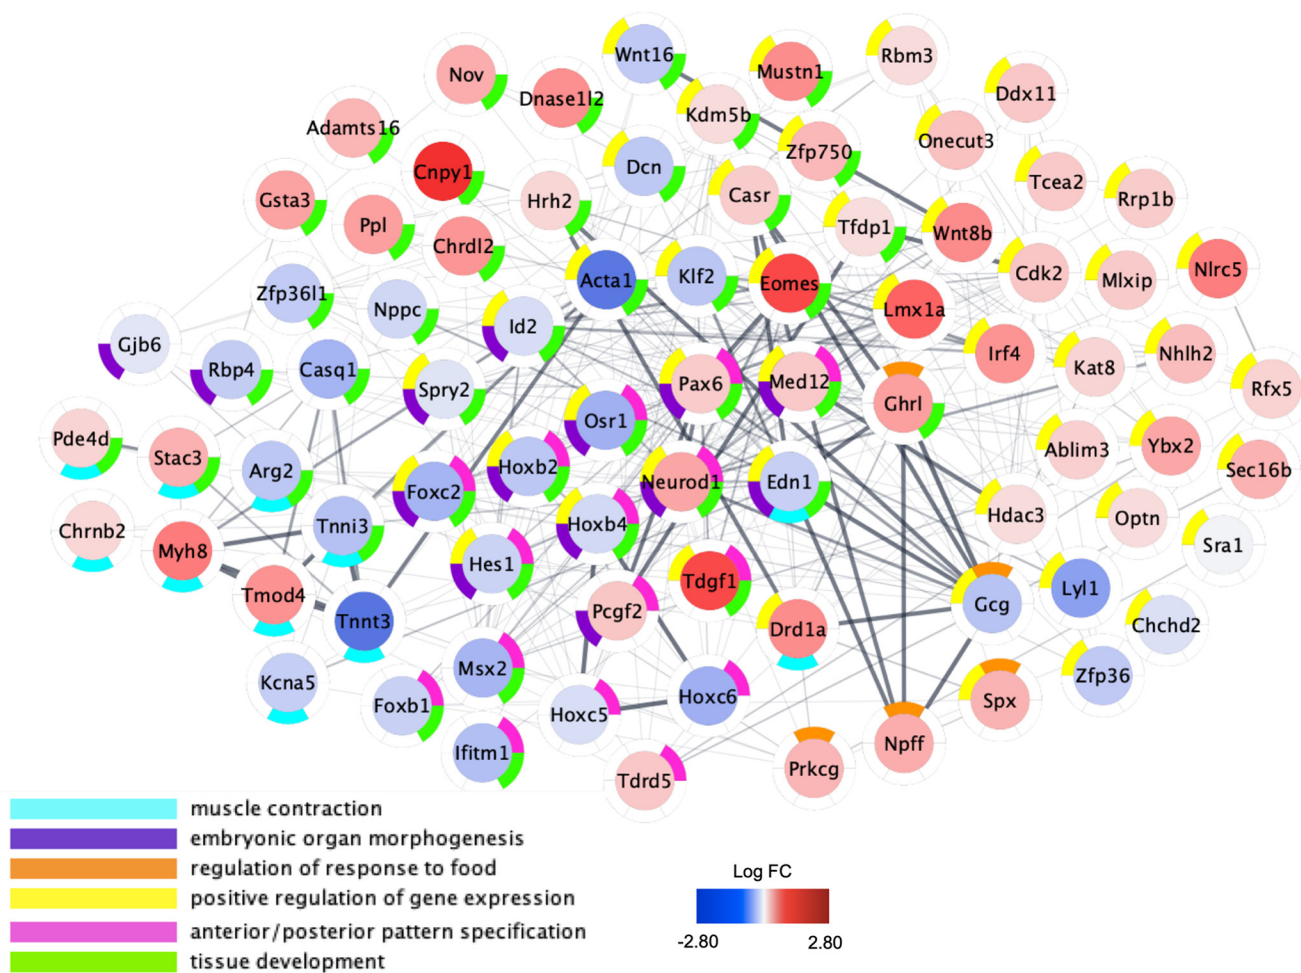 Wnt16
Nov
Mustn1
Rbm3
Dnase1l2
Ddx11
Kdm5b
Adamts16
Onecut3
Zfp750
Cnpy1
Dcn
Tcea2
Gsta3
Hrh2
Casr
Rrp1b
Ppl
Chrdl2
Tfdp1
Wnt8b
Acta1
Klf2
Eomes
Cdk2
Mlxip
Nlrc5
Zfp36l1
Nppc
Id2
Lmx1a
Gjb6
Rbp4
Casq1
Spry2
Pax6
Med12
Ghrl
Irf4
Kat8
Nhlh2
Rfx5
Pde4d
Stac3
Arg2
Osr1
Ablim3
Ybx2
Sec16b
Foxc2
Hoxb2
Neurod1
Edn1
Chrnb2
Myh8
Tnni3
Hoxb4
Hdac3
Optn
Sra1
Hes1
Tmod4
Tnnt3
Tdgf1
Pcgf2
Drd1a
Gcg
Lyl1
Chchd2
Kcna5
Foxb1
Msx2
Hoxc5
Hoxc6
Spx
Zfp36
Ifitm1
Tdrd5
Prkcg
Npff
muscle contraction
embryonic organ morphogenesis
regulation of response to food
positive regulation of gene expression
anterior/posterior pattern specification
tissue development
Log FC
-2.80
2.80